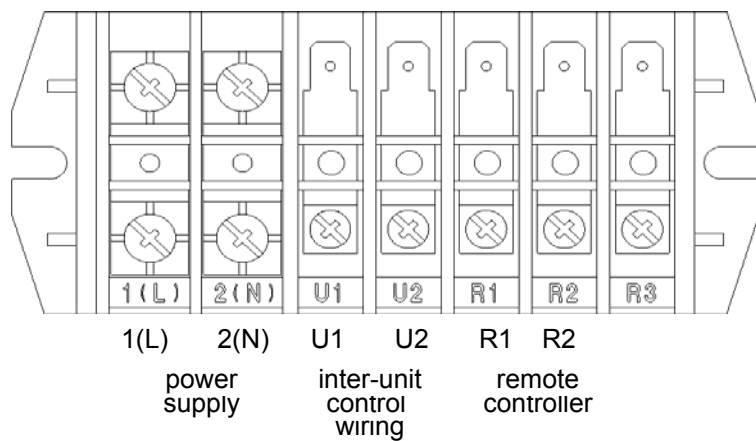 1(L) 2(N) U1 U2 R1 R2 R3
1(L) 2(N) U1 U2 R1 R2
power supply
inter-unit control wiring
remote controller